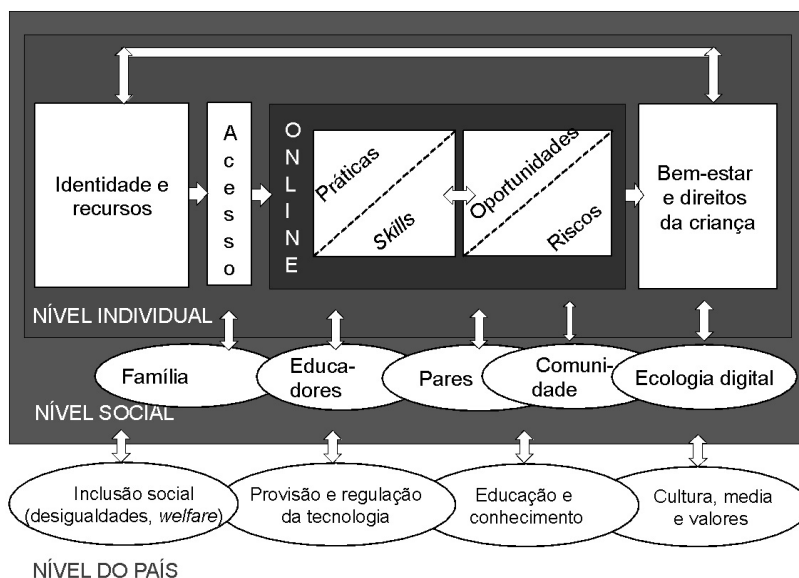 Identidade e
recursos
Acesso
ONLINE
Práticas
Skills
Oportunidades
Riscos
Bem-estar
e direitos
da criança
NÍVEL INDIVIDUAL
Família
Educa-
dores
Pares
Comuni-
dade
Ecologia digital
NÍVEL SOCIAL
Inclusão social
(desigualdades, welfare)
Provisão e regulação
da tecnologia
Educação e
conhecimento
Cultura, media
e valores
NÍVEL DO PAÍS